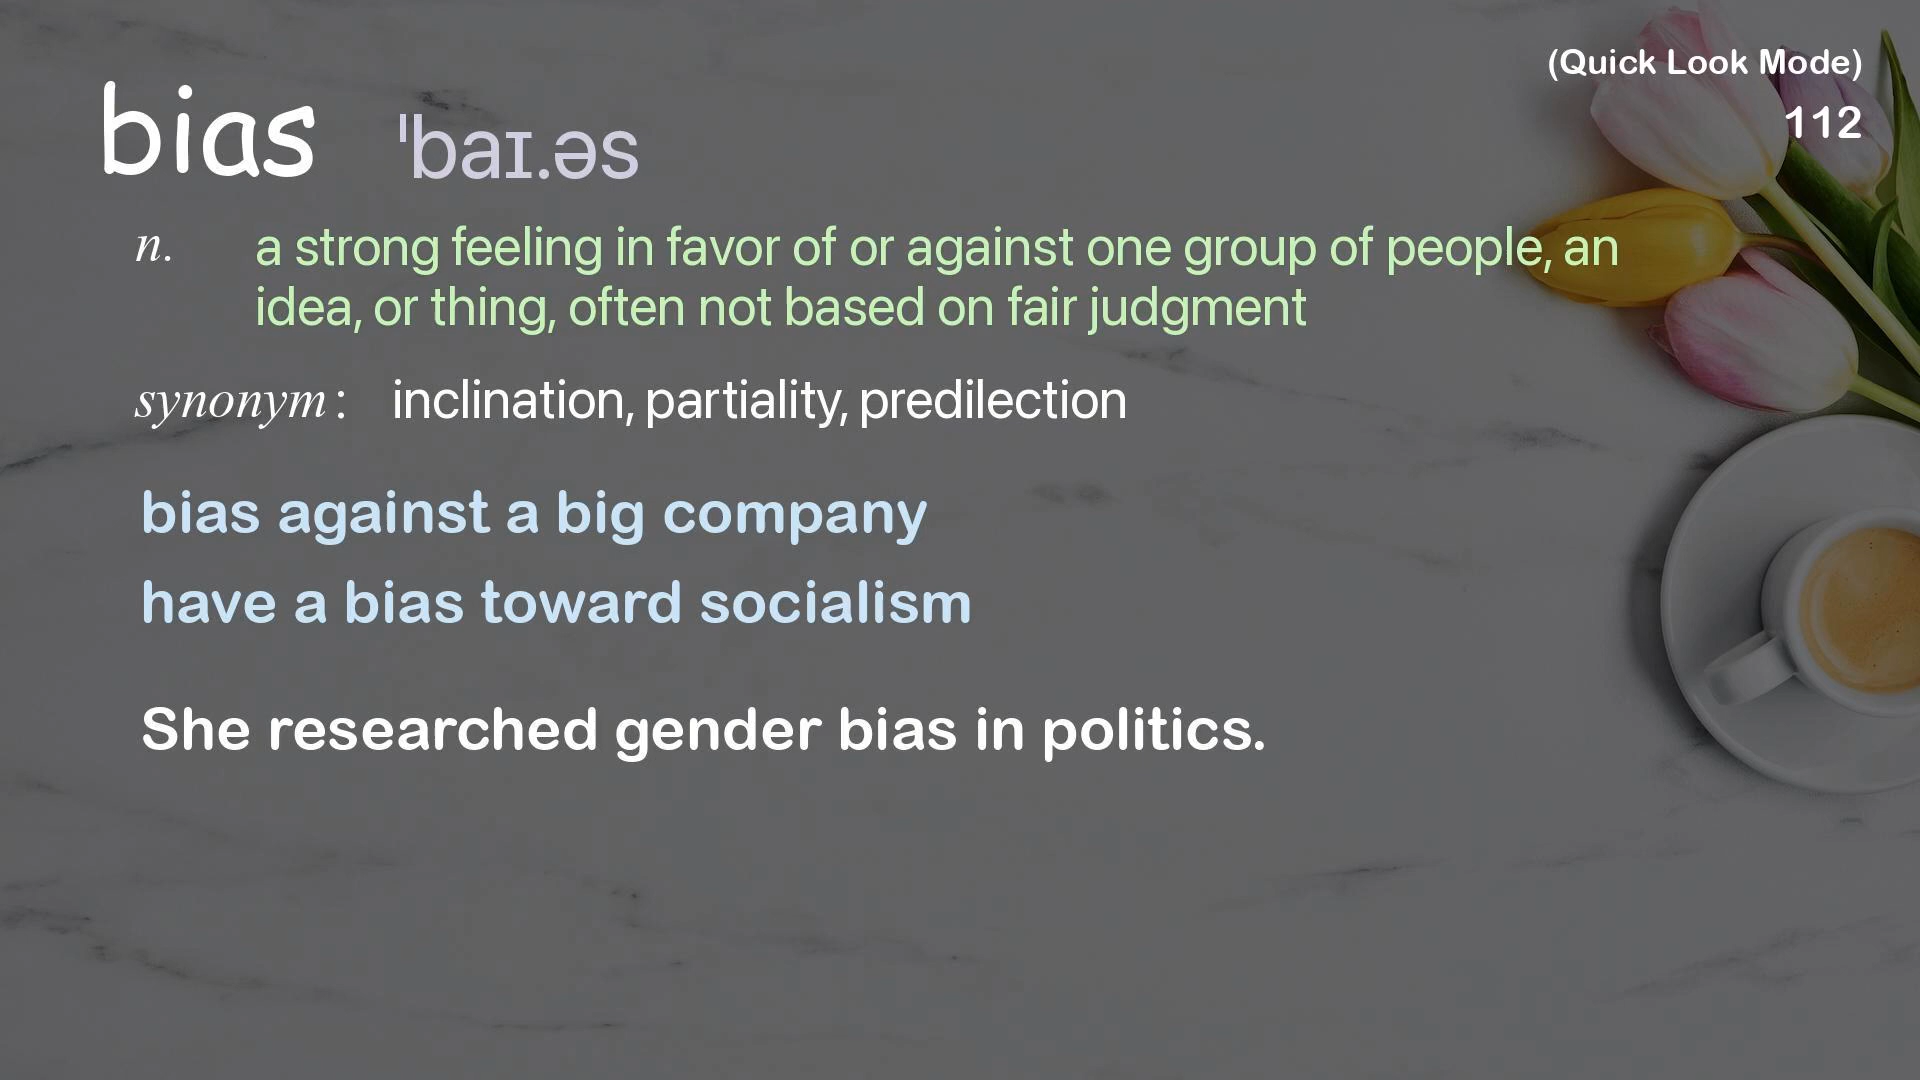 (Quick Look Mode)
112
bias ˈbaɪ.əs
n. a strong feeling in favor of or against one group of people, an
idea, or thing, often not based on fair judgment
synonym : inclination, partiality, predilection
bias against a big company
have a bias toward socialism
She researched gender bias in politics.